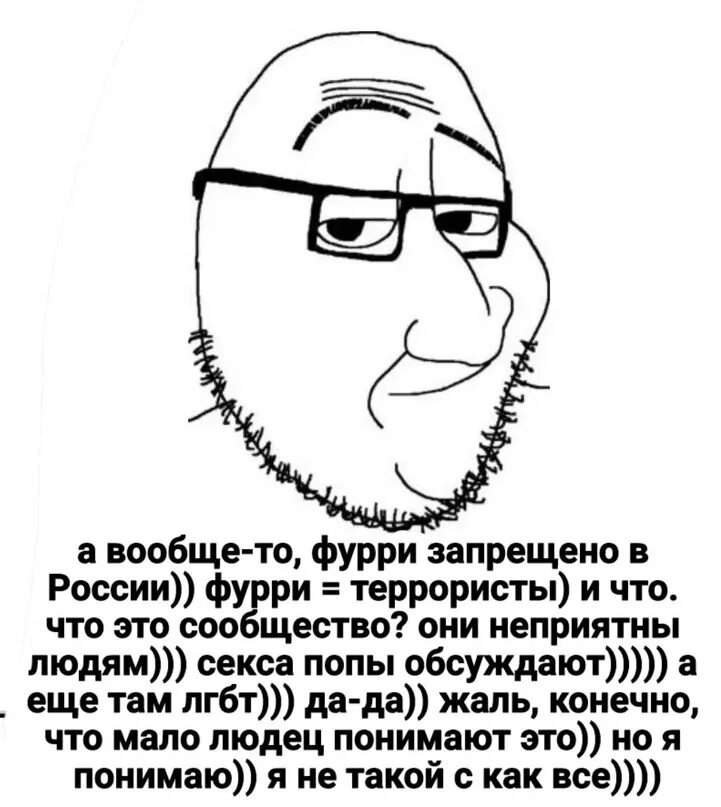 а вообще-то, фурри запрещено в
России)) фурри = террористы) и что.
что это сообщество? они неприятны
людям))) секса попы обсуждают))))) а
еще там лгбт))) да-да)) жаль, конечно,
что мало людец понимают это)) но я
понимаю)) я не такой с как все))))